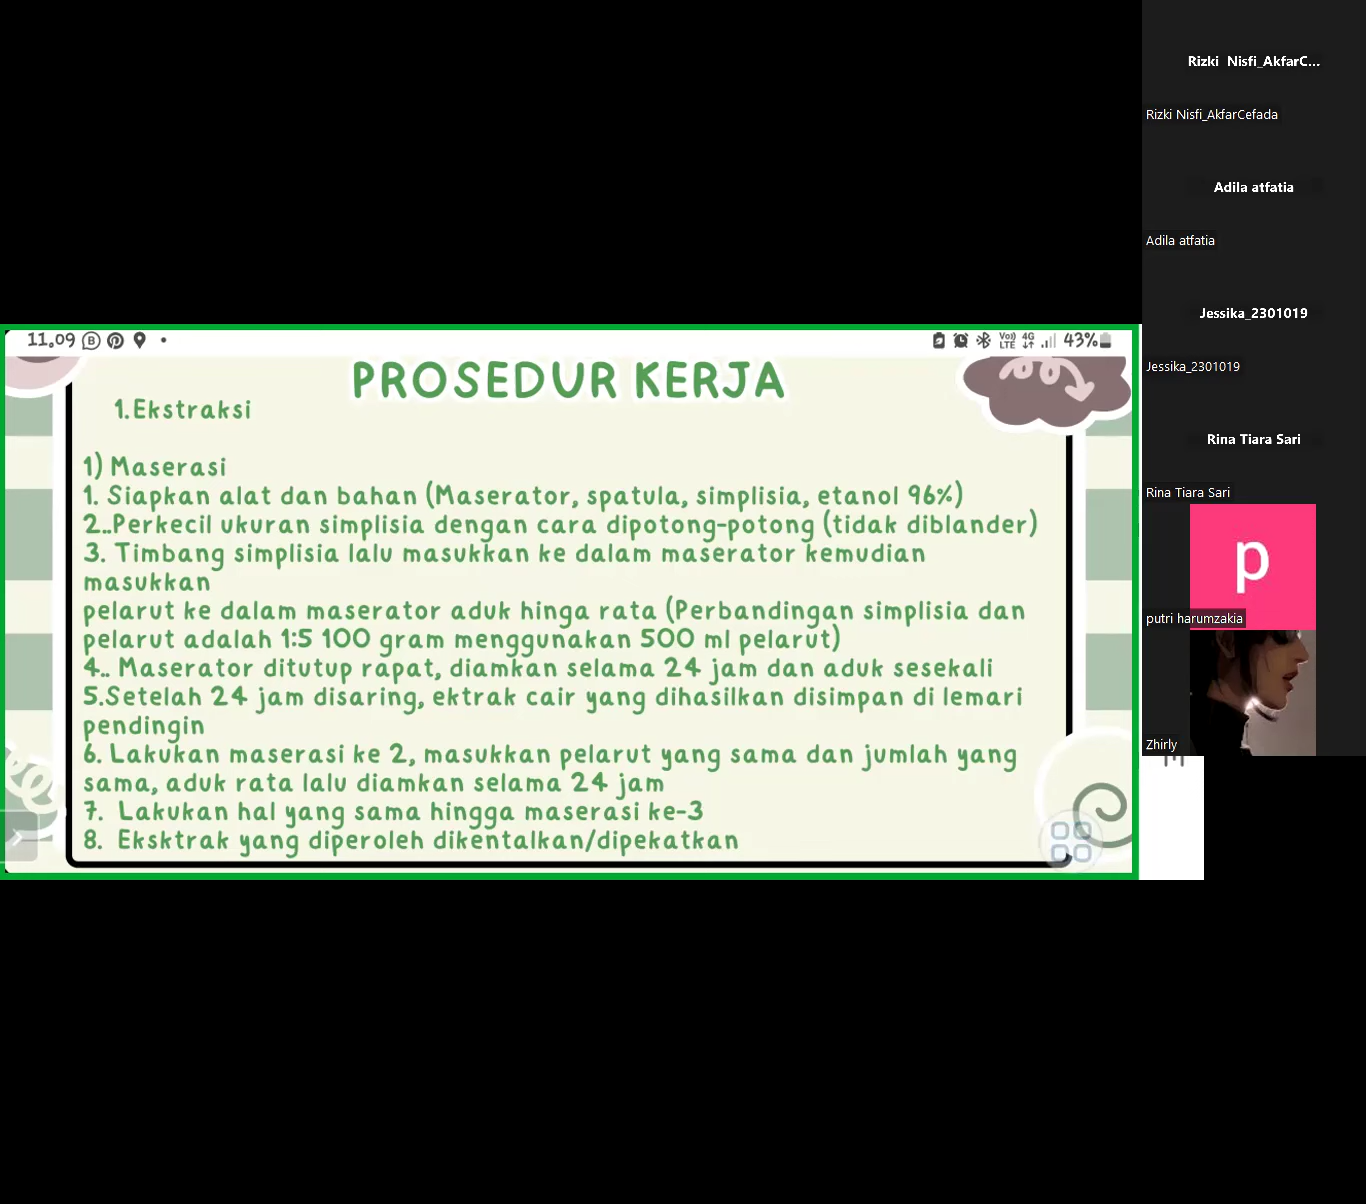 11.09
Vo)) LTE 4G 43%
PROSEDUR KERJA
1.Ekstraksi
1) Maserasi
1. Siapkan alat dan bahan (Maserator, spatula, simplisia, etanol 96%)
2..Perkecil ukuran simplisia dengan cara dipotong-potong (tidak diblander)
3. Timbang simplisia lalu masukkan ke dalam maserator kemudian
masukkan
pelarut ke dalam maserator aduk hinga rata (Perbandingan simplisia dan
pelarut adalah 1:5 100 gram menggunakan 500 ml pelarut)
4.. Maserator ditutup rapat, diamkan selama 24 jam dan aduk sesekali
5.Setelah 24 jam disaring, ektrak cair yang dihasilkan disimpan di lemari
pendingin
6. Lakukan maserasi ke 2, masukkan pelarut yang sama dan jumlah yang
sama, aduk rata lalu diamkan selama 24 jam
7. Lakukan hal yang sama hingga maserasi ke-3
8. Eksktrak yang diperoleh dikentalkan/dipekatkan
Rizki Nisfi_AkfarC...
Rizki Nisfi_AkfarCefada
Adila atfatia
Adila atfatia
Jessika_2301019
Jessika_2301019
Rina Tiara Sari
Rina Tiara Sari
p
putri harumzakia
Zhirly